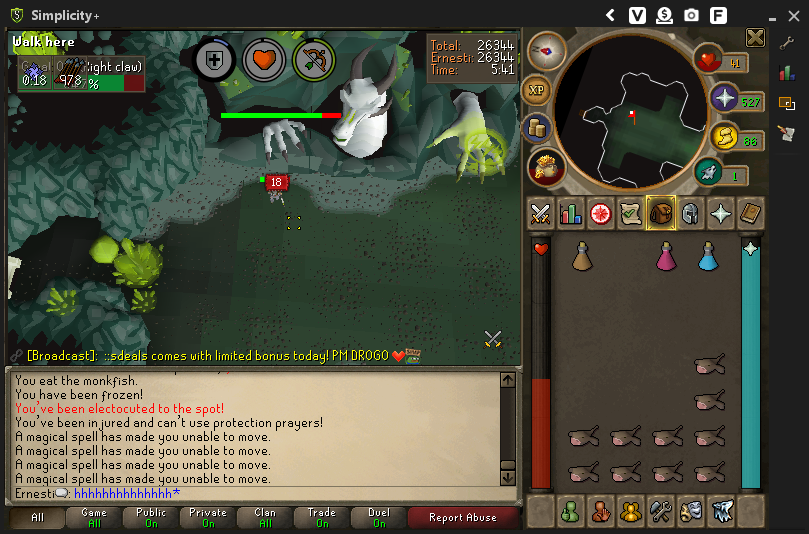 Simplicity+
V
F
Walk here
ight claw)
0:18
978
%
Total: 26344
Ernesti: 26344
Time: 5:41
XP
41
527
86
1
18
[Broadcast]: ::sdeals comes with limited bonus today! PM DROGO
You eat the monkfish.
You have been frozen!
You've been electocuted to the spot!
You've been injured and can't use protection prayers!
A magical spell has made you unable to move.
A magical spell has made you unable to move.
A magical spell has made you unable to move.
A magical spell has made you unable to move.
Ernesti: hhhhhhhhhhhhhh*
All
Game
All
Public
On
Private
On
Clan
All
Trade
On
Duel
On
Report Abuse